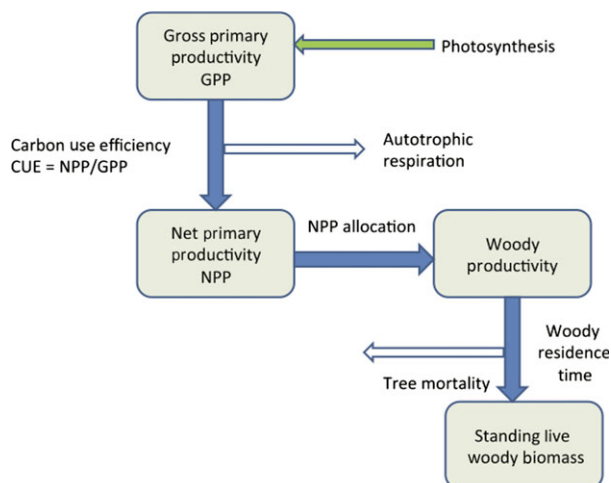 Gross primary
productivity
GPP
Photosynthesis
Carbon use efficiency
CUE = NPP/GPP
Autotrophic
respiration
Net primary
productivity
NPP
NPP allocation
Woody
productivity
Woody
residence
time
Tree mortality
Standing live
woody biomass